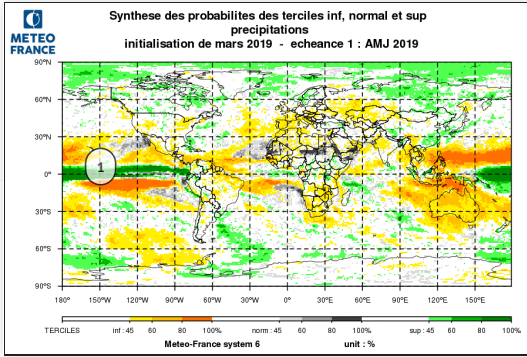 METEO
FRANCE
Synthese des probabilites des terciles inf, normal et sup
precipitations
initialisation de mars 2019 - echeance 1 : AMJ 2019
90°N
60°N
30°N
0°
30°S
60°S
90°S
1
180° 150°W 120°W 90°W 60°W 30°W 0° 30°E 60°E 90°E 120°E 150°E
TERCILES inf : 45 60 80 100% norm : 45 60 80 100% sup : 45 60 80 100%
Meteo-France system 6 unit : %